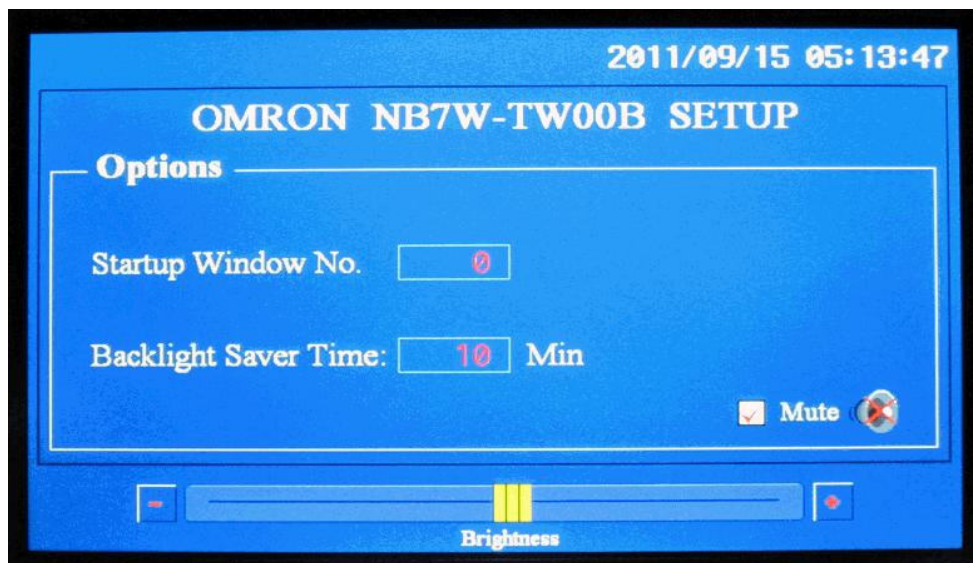 2011/09/15 05:13:47
OMRON NB7W-TW00B SETUP
Options
Startup Window No. 0
Backlight Saver Time: 10 Min
Mute
- +
Brightness